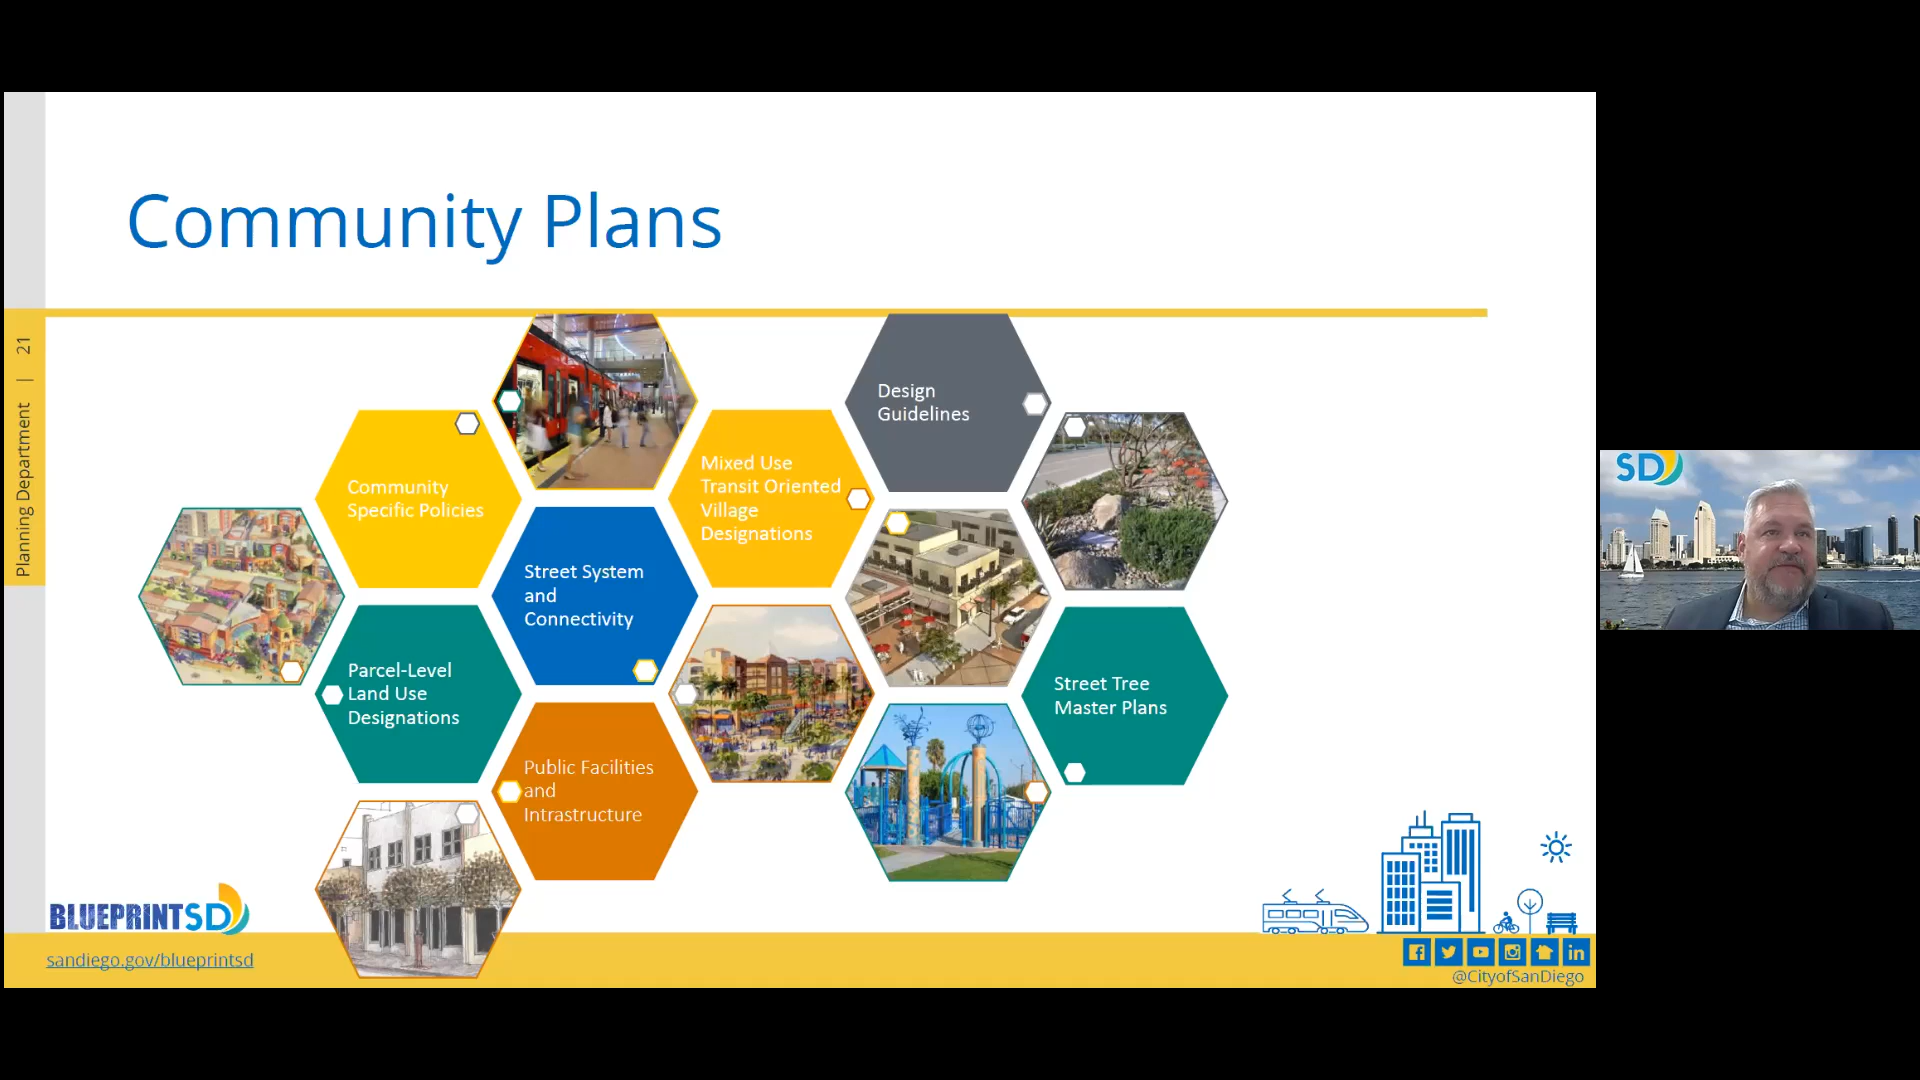 Community Plans
Planning Department | 21
Community
Specific Policies
Mixed Use
Transit Oriented
Village
Designations
Design
Guidelines
Street System
and
Connectivity
Parcel-Level
Land Use
Designations
Public Facilities
and
Intrastructure
Street Tree
Master Plans
BLUEPRINTSD
sandiego.gov/blueprintsd
@CityofSanDiego
SD